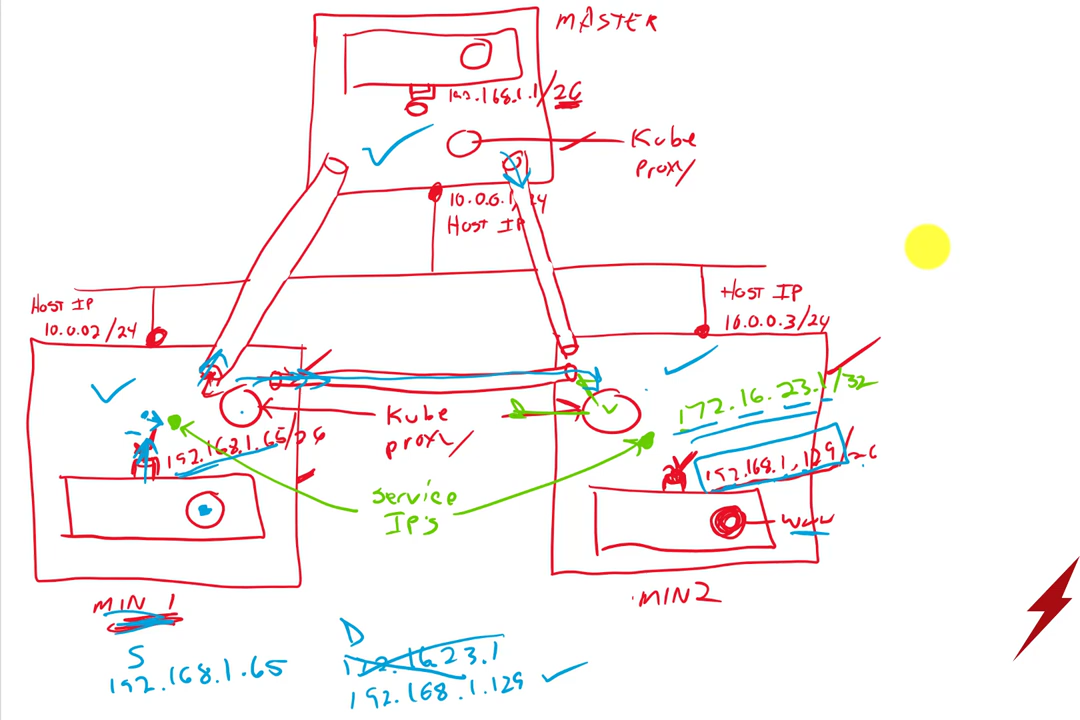 MASTER
192.168.1.1/26
Kube
proxy
10.0.0.1/24
Host IP
Host IP
10.0.02/24
Host IP
10.0.0.3/24
172.16.23.1/32
Kube
proxy
192.168.1.65/26
192.168.1.129/26
Service
IP's
www
MIN 1
MIN2
S
192.168.1.65
D
172.16.23.1
192.168.1.129